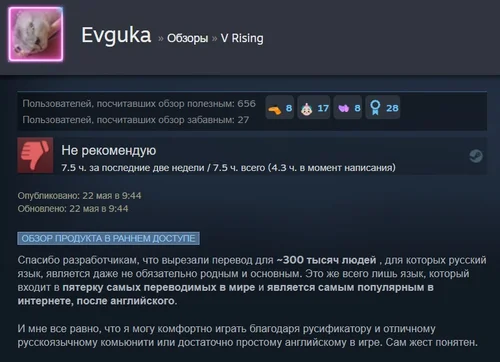 Evguka » Обзоры » V Rising
Пользователей, посчитавших обзор полезным: 656
8 17 8 28
Пользователей, посчитавших обзор забавным: 27
Не рекомендую
7.5 ч. за последние две недели / 7.5 ч. всего (4.3 ч. в момент написания)
Опубликовано: 22 мая в 9:44
Обновлено: 22 мая в 9:44
ОБЗОР ПРОДУКТА В РАННЕМ ДОСТУПЕ
Спасибо разработчикам, что вырезали перевод для ~300 тысяч людей , для которых русский
язык, является даже не обязательно родным и основным. Это же всего лишь язык, который
входит в пятерку самых переводимых в мире и является самым популярным в
интернете, после английского.
И мне все равно, что я могу комфортно играть благодаря русификатору и отличному
русскоязычному комьюнити или достаточно простому английскому в игре. Сам жест понятен.